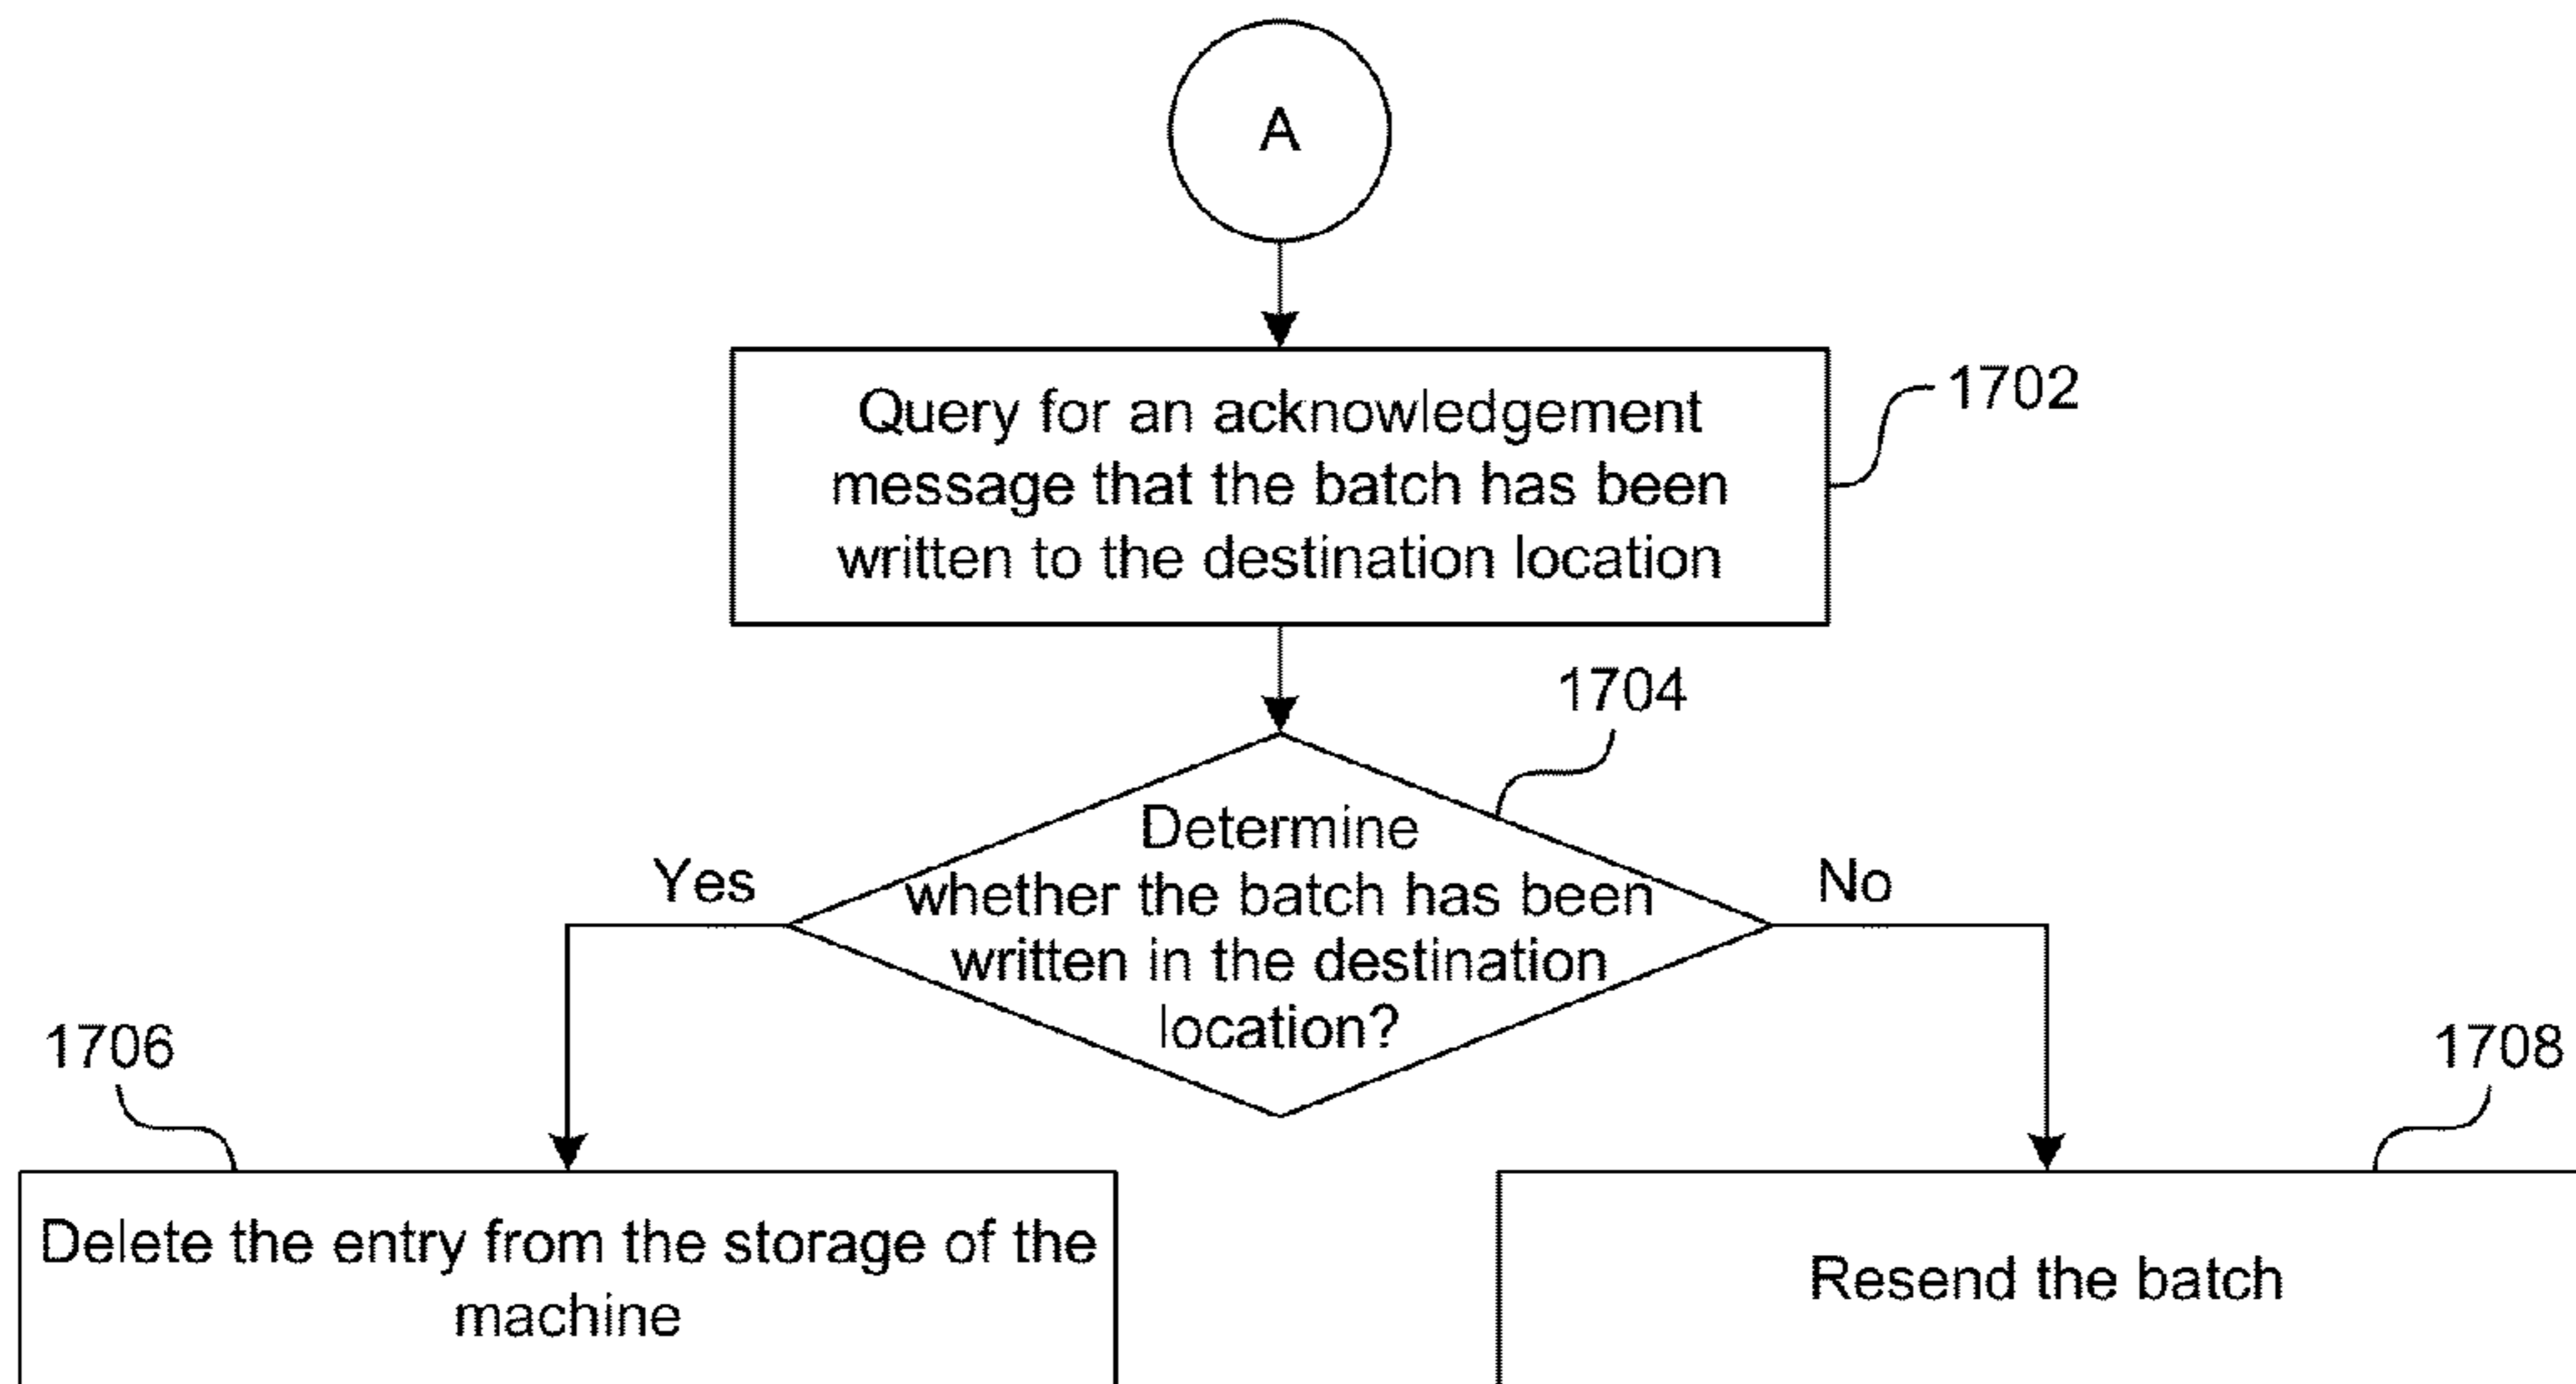 A
Query for an acknowledgement
message that the batch has been
written to the destination location
1702
1704
Determine
whether the batch has been
written in the destination
location?
Yes
No
1706
1708
Delete the entry from the storage of the
machine
Resend the batch